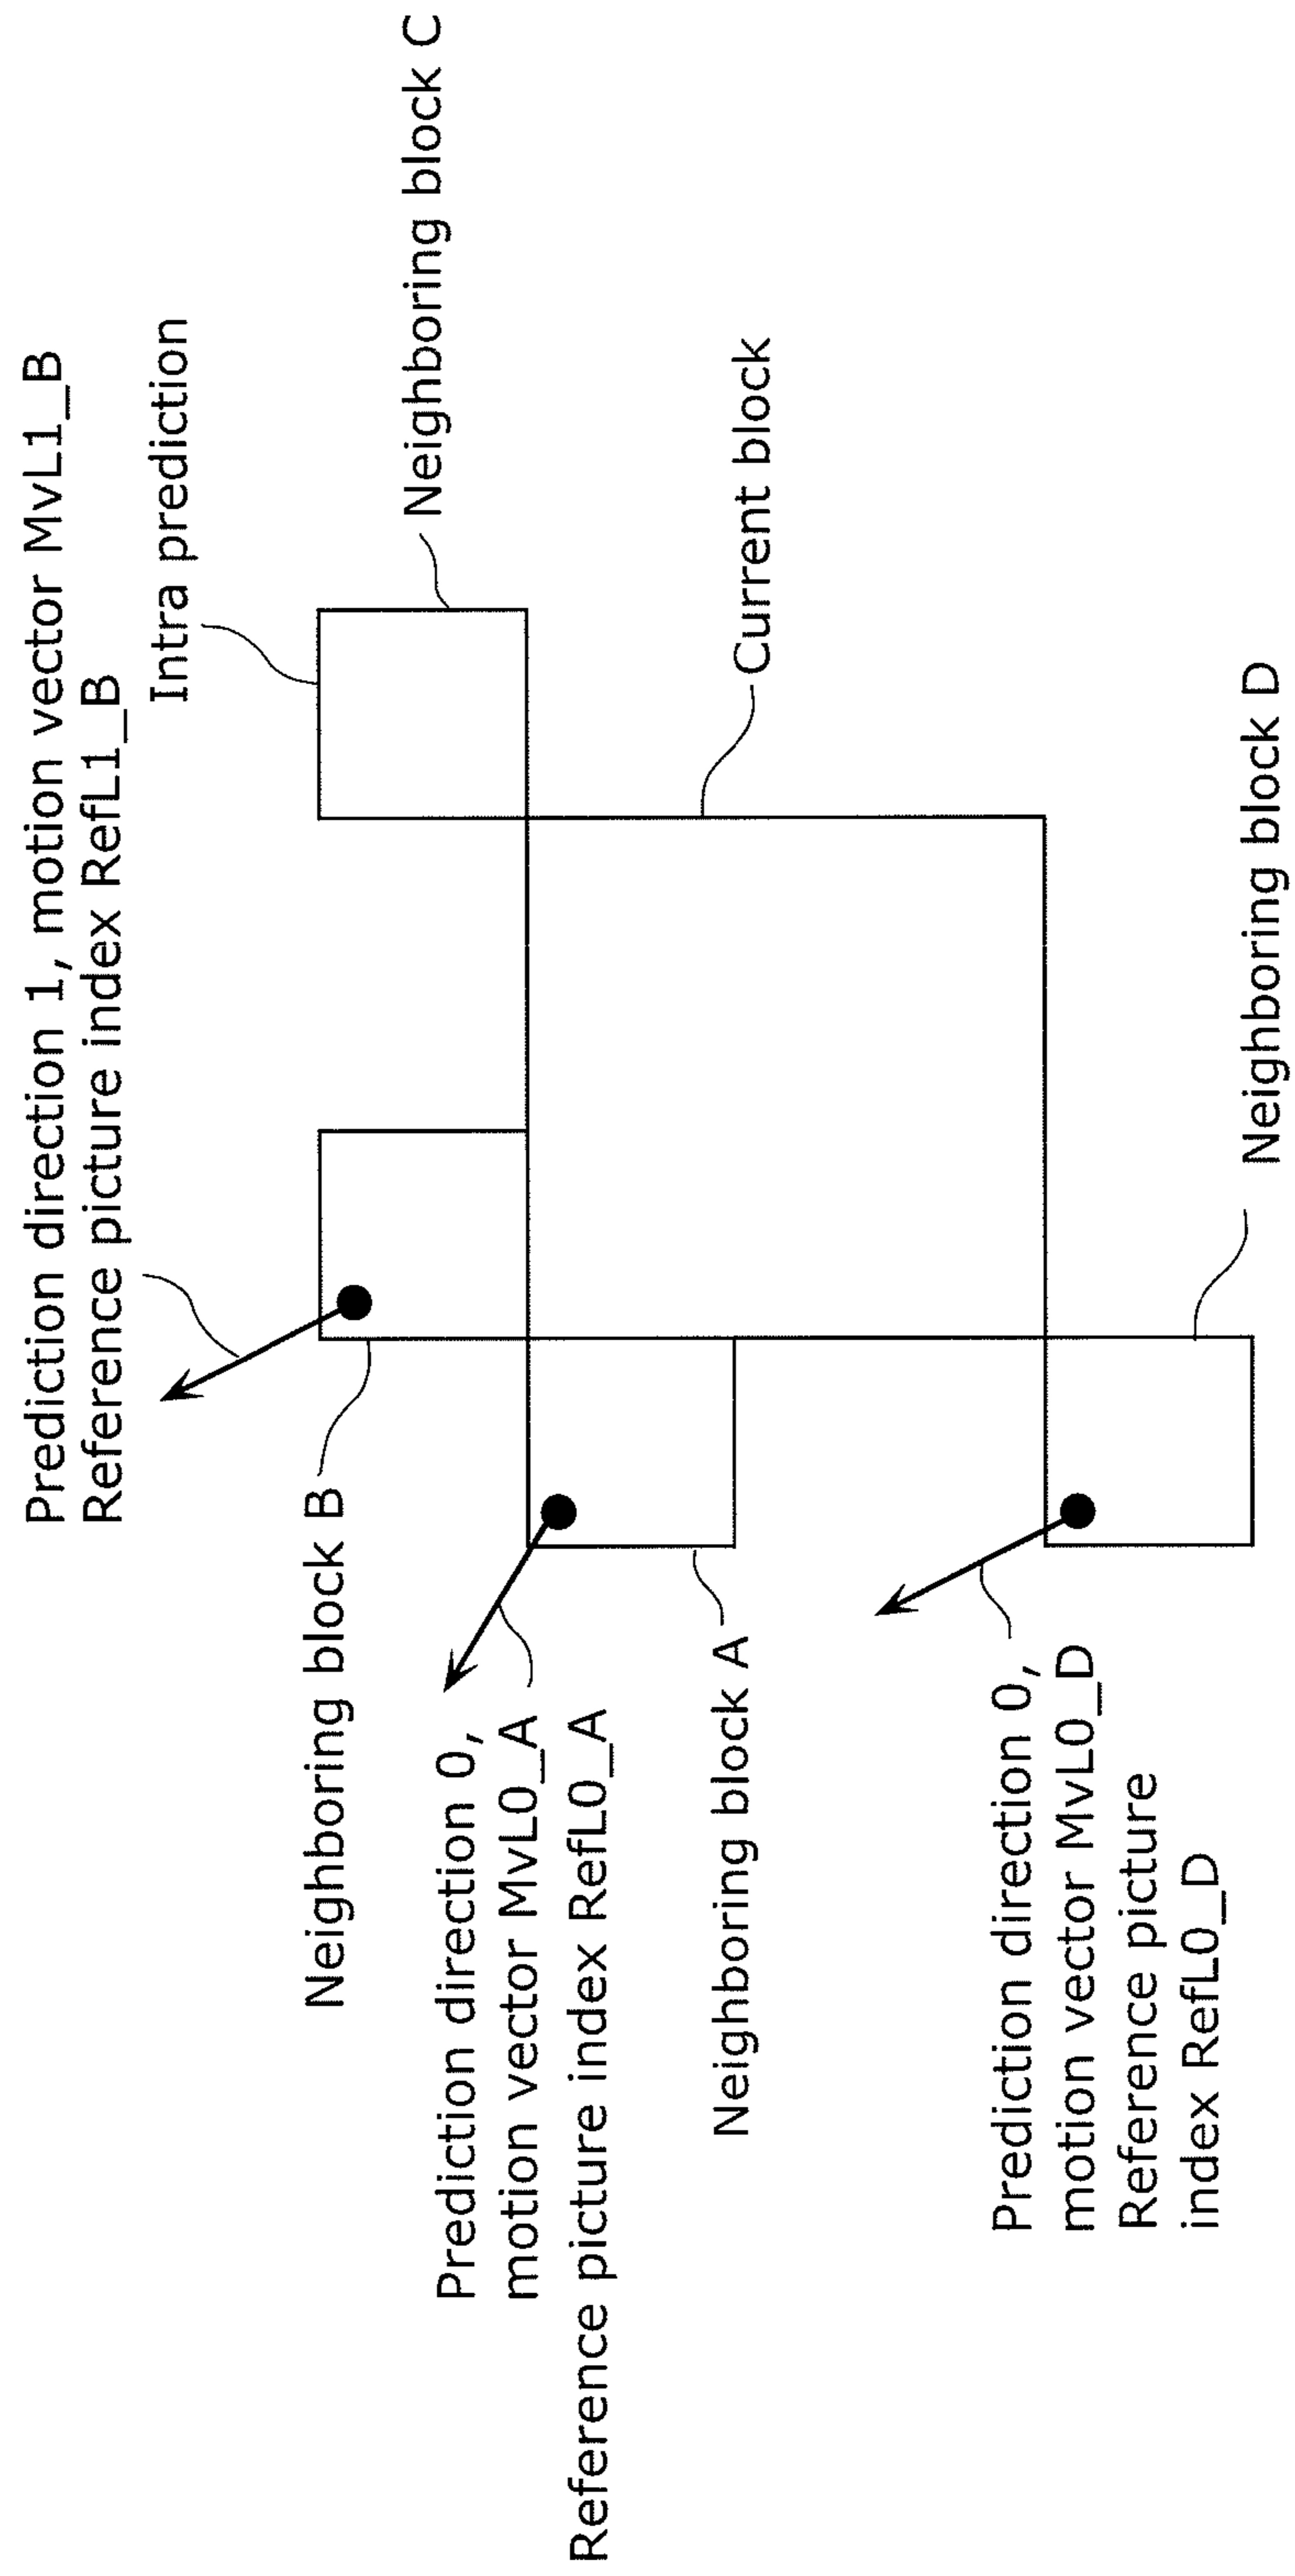 Prediction direction 1, motion vector MvL1_B
Reference picture index RefL1_B
Intra prediction
Neighboring block B
Neighboring block C
Prediction direction 0,
motion vector MvL0_A
Reference picture index RefL0_A
Neighboring block A
Current block
Prediction direction 0,
motion vector MvL0_D
Reference picture
index RefL0_D
Neighboring block D